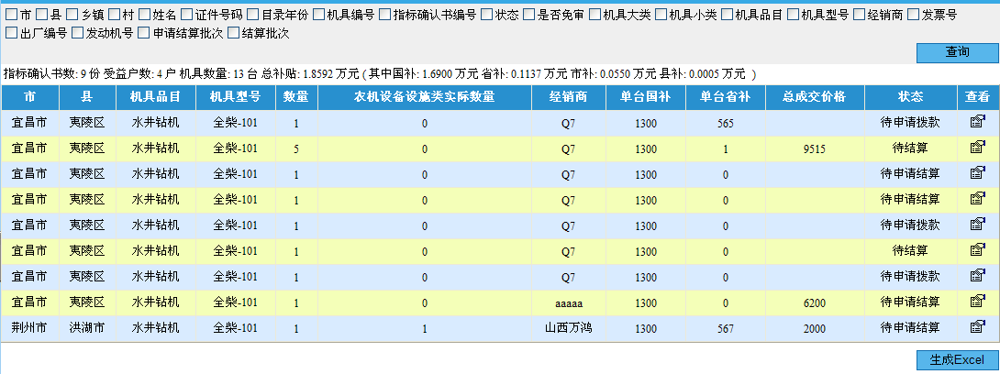 市 县 乡镇 村 姓名 证件号码 目录年份 机具编号 指标确认书编号 状态 是否免审 机具大类 机具小类 机具品目 机具型号 经销商 发票号
出厂编号 发动机号 申请结算批次 结算批次
查询
指标确认书数: 9 份 受益户数: 4 户 机具数量: 13 台 总补贴: 1.8592 万元 ( 其中国补: 1.6900 万元 省补: 0.1137 万元 市补: 0.0550 万元 县补: 0.0005 万元 )
市 县 机具品目 机具型号 数量 农机设备设施类实际数量 经销商 单台国补 单台省补 总成交价格 状态 查看
宜昌市 夷陵区 水井钻机 全柴-101 1 0 Q7 1300 565 待申请拨款
宜昌市 夷陵区 水井钻机 全柴-101 5 0 Q7 1300 1 9515 待结算
宜昌市 夷陵区 水井钻机 全柴-101 1 0 Q7 1300 0 待申请结算
宜昌市 夷陵区 水井钻机 全柴-101 1 0 Q7 1300 0 待申请结算
宜昌市 夷陵区 水井钻机 全柴-101 1 0 Q7 1300 0 待申请拨款
宜昌市 夷陵区 水井钻机 全柴-101 1 0 Q7 1300 0 待结算
宜昌市 夷陵区 水井钻机 全柴-101 1 0 Q7 1300 0 待申请拨款
宜昌市 夷陵区 水井钻机 全柴-101 1 0 aaaaa 1300 0 6200 待申请结算
荆州市 洪湖市 水井钻机 全柴-101 1 1 山西万鸿 1300 567 2000 待申请结算
生成Excel